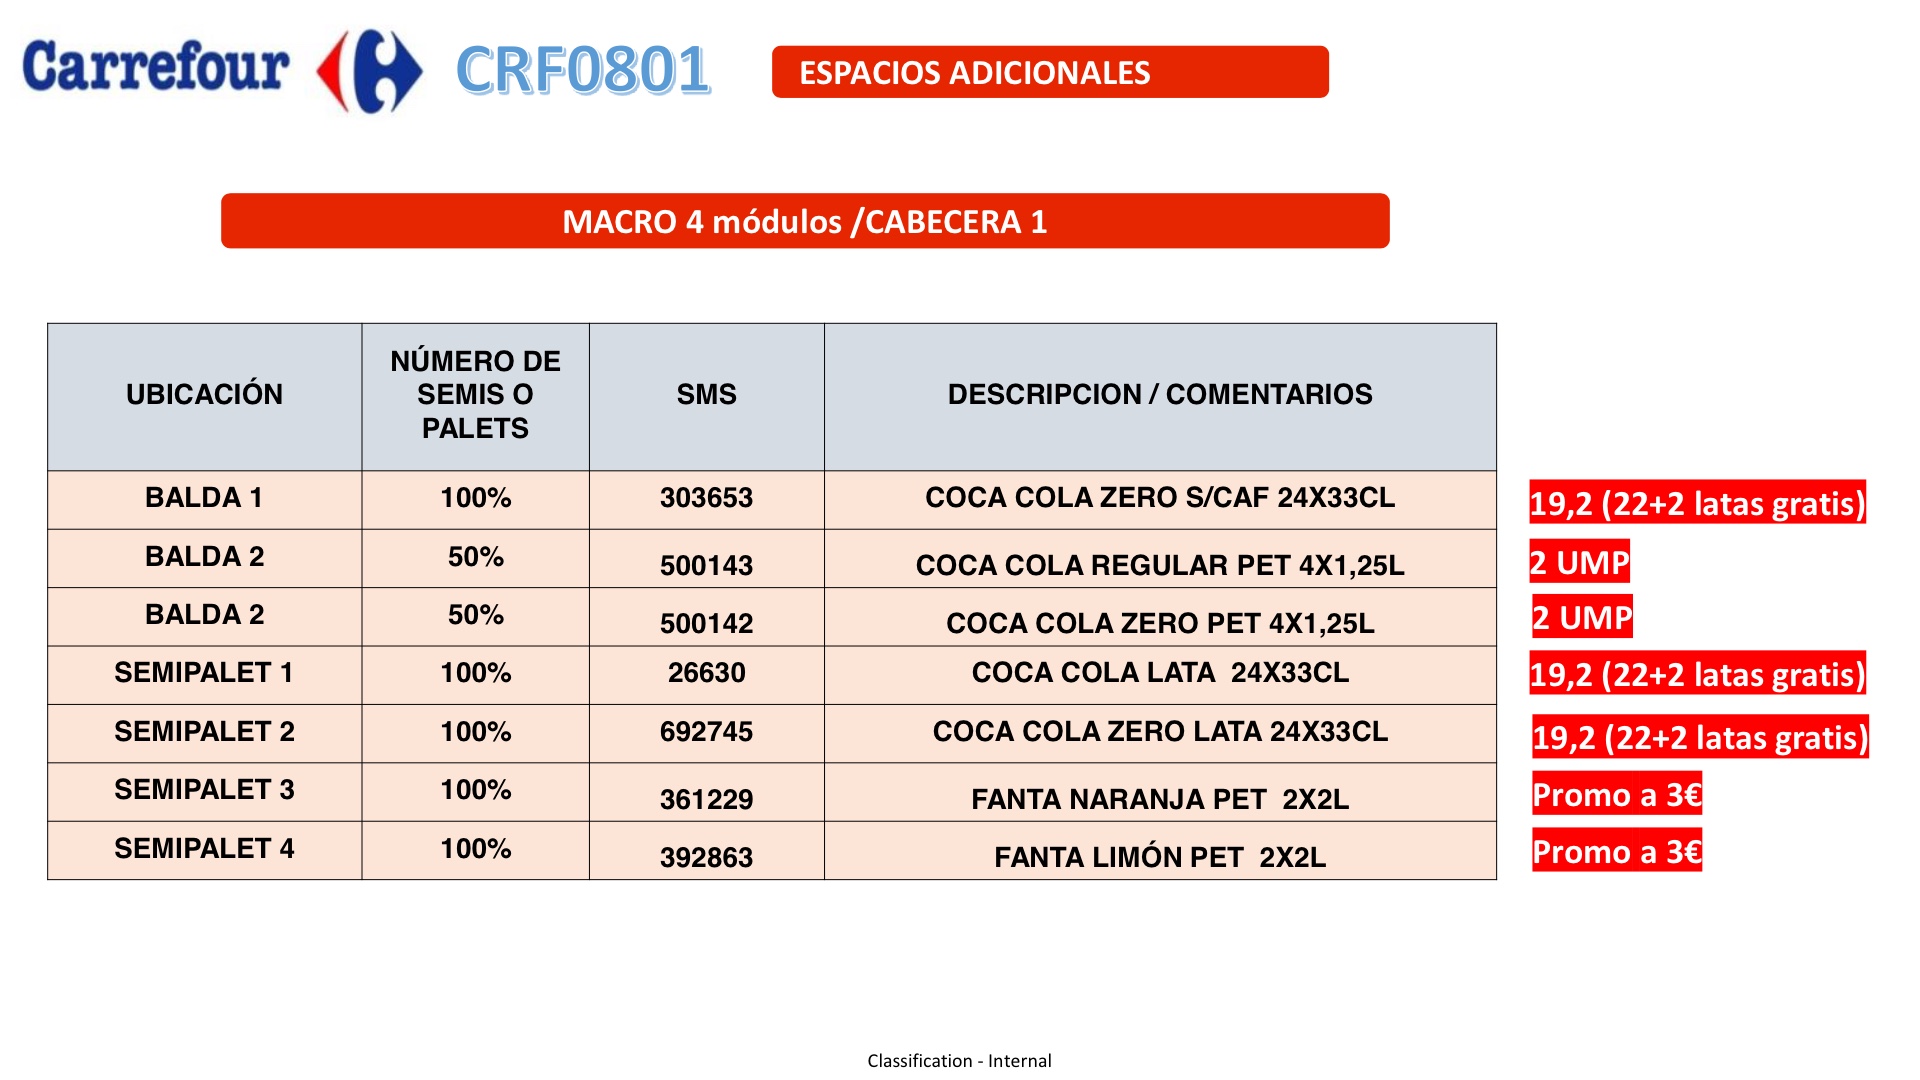 Carrefour CRF0801 ESPACIOS ADICIONALES
MACRO 4 módulos /CABECERA 1
UBICACIÓN NÚMERO DE SEMIS O PALETS SMS DESCRIPCION / COMENTARIOS
BALDA 1 100% 303653 COCA COLA ZERO S/CAF 24X33CL 19,2 (22+2 latas gratis)
BALDA 2 50% 500143 COCA COLA REGULAR PET 4X1,25L 2 UMP
BALDA 2 50% 500142 COCA COLA ZERO PET 4X1,25L 2 UMP
SEMIPALET 1 100% 26630 COCA COLA LATA 24X33CL 19,2 (22+2 latas gratis)
SEMIPALET 2 100% 692745 COCA COLA ZERO LATA 24X33CL 19,2 (22+2 latas gratis)
SEMIPALET 3 100% 361229 FANTA NARANJA PET 2X2L Promo a 3€
SEMIPALET 4 100% 392863 FANTA LIMÓN PET 2X2L Promo a 3€
Classification - Internal